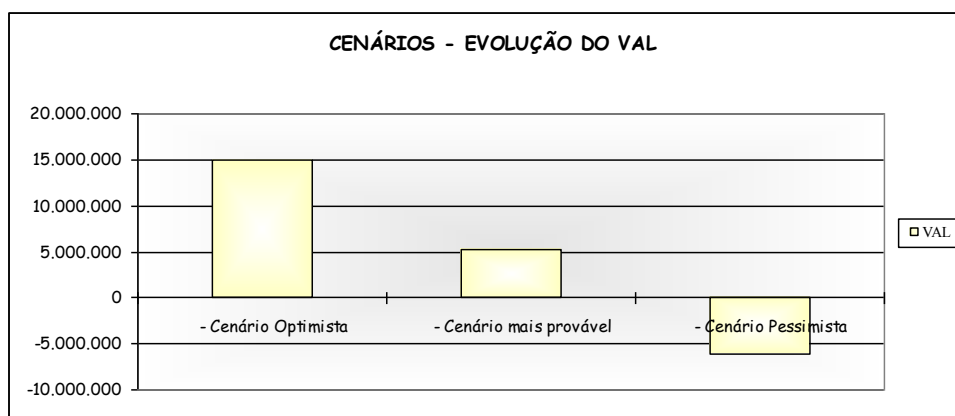 CENÁRIOS - EVOLUÇÃO DO VAL
20.000.000
15.000.000
10.000.000
5.000.000
0
-5.000.000
-10.000.000
- Cenário Optimista
- Cenário mais provável
- Cenário Pessimista
VAL